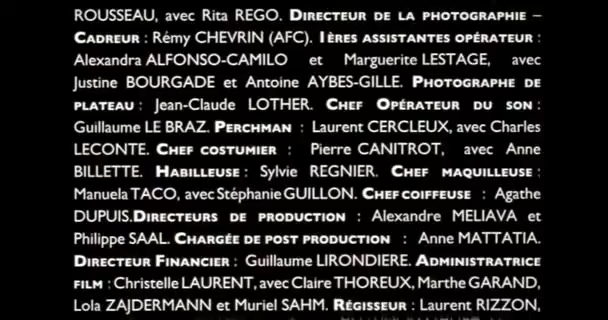 ROUSSEAU, avec Rita REGO. DIRECTEUR DE LA PHOTOGRAPHIE –
CADREUR : Rémy CHEVRIN (AFC). 1ÈRES ASSISTANTES OPÉRATEUR :
Alexandra ALFONSO-CAMILO et Marguerite LESTAGE, avec
Justine BOURGADE et Antoine AYBES-GILLE. PHOTOGRAPHE DE
PLATEAU : Jean-Claude LOTHER. CHEF OPÉRATEUR DU SON :
Guillaume LE BRAZ. PERCHMAN : Laurent CERCLEUX, avec Charles
LECONTE. CHEF COSTUMIER : Pierre CANITROT, avec Anne
BILLETTE. HABILLEUSE : Sylvie REGNIER. CHEF MAQUILLEUSE :
Manuela TACO, avec Stéphanie GUILLON. CHEF COIFFEUSE : Agathe
DUPUIS.DIRECTEURS DE PRODUCTION : Alexandre MELIAVA et
Philippe SAAL. CHARGÉE DE POST PRODUCTION : Anne MATTATIA.
DIRECTEUR FINANCIER : Guillaume LIRONDIERE. ADMINISTRATRICE
FILM : Christelle LAURENT, avec Claire THOREUX, Marthe GARAND,
Lola ZAJDERMANN et Muriel SAHM. RÉGISSEUR : Laurent RIZZON,